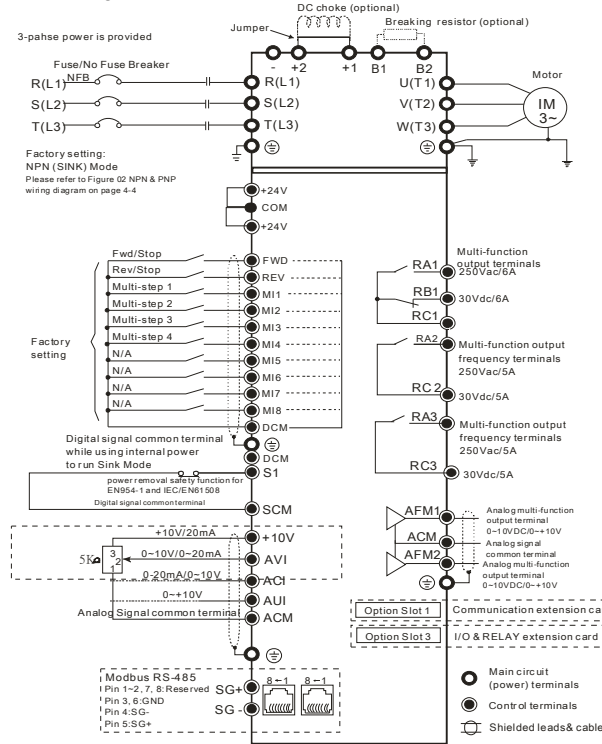 DC choke (optional)
Jumper
Breaking resistor (optional)
3-pahse power is provided
- +2 +1 B1 B2
Fuse/No Fuse Breaker
NFB
R(L1) R(L1) U(T1)
Motor
S(L2) S(L2) V(T2)
IM
3~
T(L3) T(L3) W(T3)
Factory setting:
NPN (SINK) Mode
Please refer to Figure 02 NPN & PNP
wiring diagram on page 4-4
+24V
COM
+24V
Fwd/Stop FWD
Rev/Stop REV
Multi-step 1 MI1
Multi-step 2 MI2
Multi-step 3 MI3
Multi-step 4 MI4
N/A MI5
N/A MI6
N/A MI7
N/A MI8
DCM
Factory
setting
RA1
Multi-function
output terminals
250Vac/6A
RB1
30Vdc/6A
RC1
RA2
Multi-function output
frequency terminals
250Vac/5A
RC2
30Vdc/5A
RA3
Multi-function output
frequency terminals
250Vac/5A
RC3
30Vdc/5A
Digital signal common terminal
while using internal power
to run Sink Mode
DCM
S1
power removal safety function for
EN954-1 and IEC/EN61508
Digital signal common terminal
SCM
+10V/20mA +10V
5K
3
2
1
0~10V/0~20mA AVI
0-20mA/0~10V ACI
0~+10V AUI
Analog Signal common terminal ACM
AFM1
Analog multi-function
output terminal
0~10VDC/0~+10V
ACM
Analog signal
common terminal
AFM2
Analog multi-function
output terminal
0~10VDC/0~+10V
Option Slot 1 Communication extension ca
Option Slot 3 I/O & RELAY extension card
Modbus RS-485
Pin 1~2, 7, 8:Reserved
Pin 3, 6:GND
Pin 4:SG-
Pin 5:SG+
SG+
SG-
8←1 8←1
Main circuit
(power) terminals
Control terminals
Shielded leads & cable